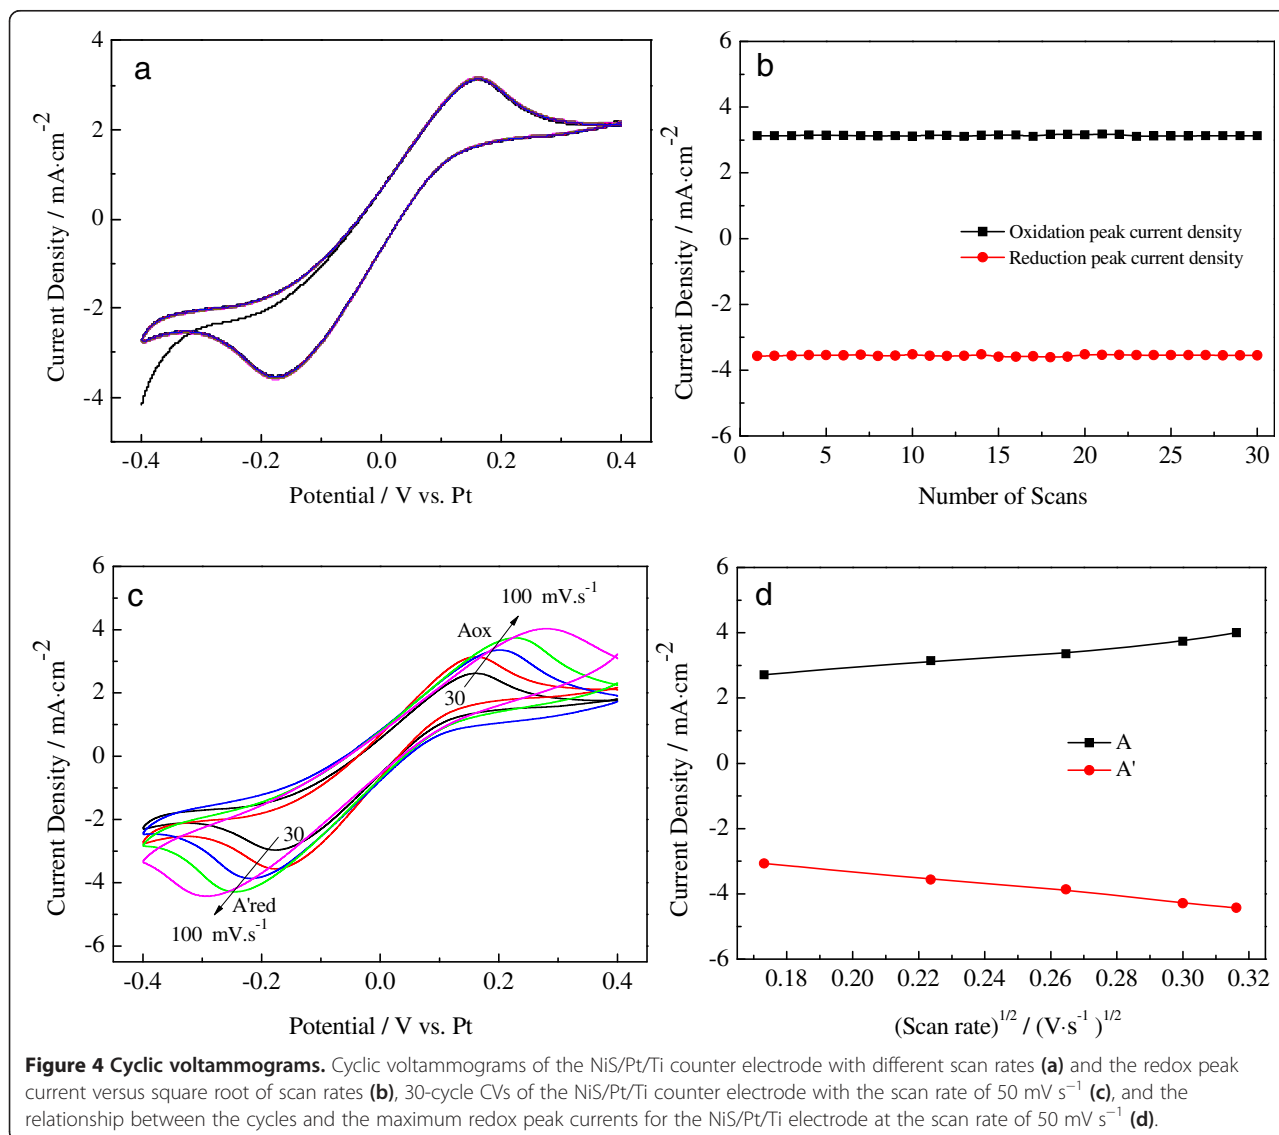 a
4
2
0
-2
-4
Current Density / mA·cm⁻²
-0.4 -0.2 0.0 0.2 0.4
Potential / V vs. Pt
b
6
4
2
0
-2
-4
-6
Current Density / mA·cm⁻²
Oxidation peak current density
Reduction peak current density
0 5 10 15 20 25 30
Number of Scans
c
6
4
2
0
-2
-4
-6
Current Density / mA·cm⁻²
100 mV.s⁻¹
Aox
30
30
A'red
100 mV.s⁻¹
-0.4 -0.2 0.0 0.2 0.4
Potential / V vs. Pt
d
6
4
2
0
-2
-4
-6
Current Density / mA·cm⁻²
A
A'
0.18 0.20 0.22 0.24 0.26 0.28 0.30 0.32
(Scan rate)^1/2 / (V·s⁻¹ )^1/2
Figure 4 Cyclic voltammograms. Cyclic voltammograms of the NiS/Pt/Ti counter electrode with different scan rates (a) and the redox peak
current versus square root of scan rates (b), 30-cycle CVs of the NiS/Pt/Ti counter electrode with the scan rate of 50 mV s⁻¹ (c), and the
relationship between the cycles and the maximum redox peak currents for the NiS/Pt/Ti electrode at the scan rate of 50 mV s⁻¹ (d).